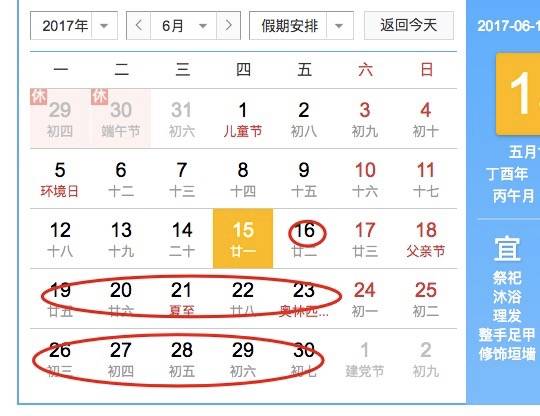 2017年 6月 假期安排 返回今天
一 二 三 四 五 六 日
休 休
29 30 31 1 2 3 4
初四 端午节 初六 儿童节 初八 初九 初十
5 6 7 8 9 10 11
环境日 十二 十三 十四 十五 十六 十七
12 13 14 15 16 17 18
十八 十九 二十 廿一 廿二 廿三 父亲节
19 20 21 22 23 24 25
廿五 廿六 夏至 廿八 奥林匹... 初一 初二
26 27 28 29 30 1 2
初三 初四 初五 初六 初七 建党节 初九
2017-06-1
1
五月
丁酉年
丙午月
宜
祭祀
沐浴
理发
整手足甲
修饰垣墙